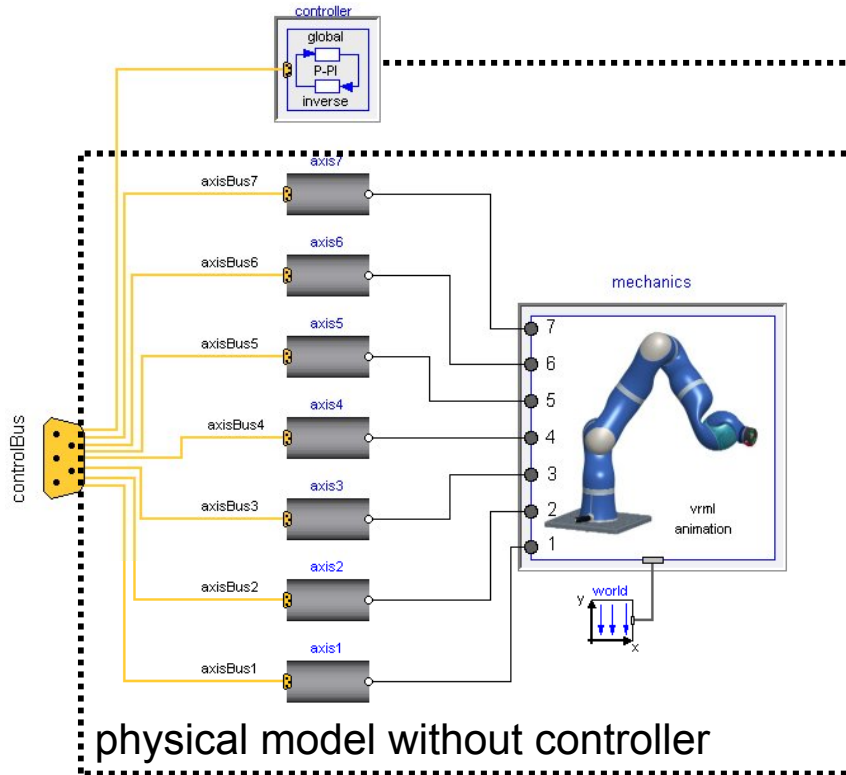 controller
global
P-PI
inverse
axis7
axisBus7
axis6
axisBus6
mechanics
7
axis5
6
axisBus5
5
axis4
axisBus4
4
controlBus
axis3
3
axisBus3
2
vrml
animation
1
axis2
axisBus2
world
y
x
axis1
axisBus1
physical model without controller